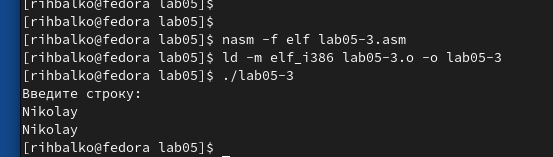 [rihbalko@fedora lab05]$
[rihbalko@fedora lab05]$
[rihbalko@fedora lab05]$ nasm -f elf lab05-3.asm
[rihbalko@fedora lab05]$ ld -m elf_i386 lab05-3.o -o lab05-3
[rihbalko@fedora lab05]$ ./lab05-3
Введите строку:
Nikolay
Nikolay
[rihbalko@fedora lab05]$